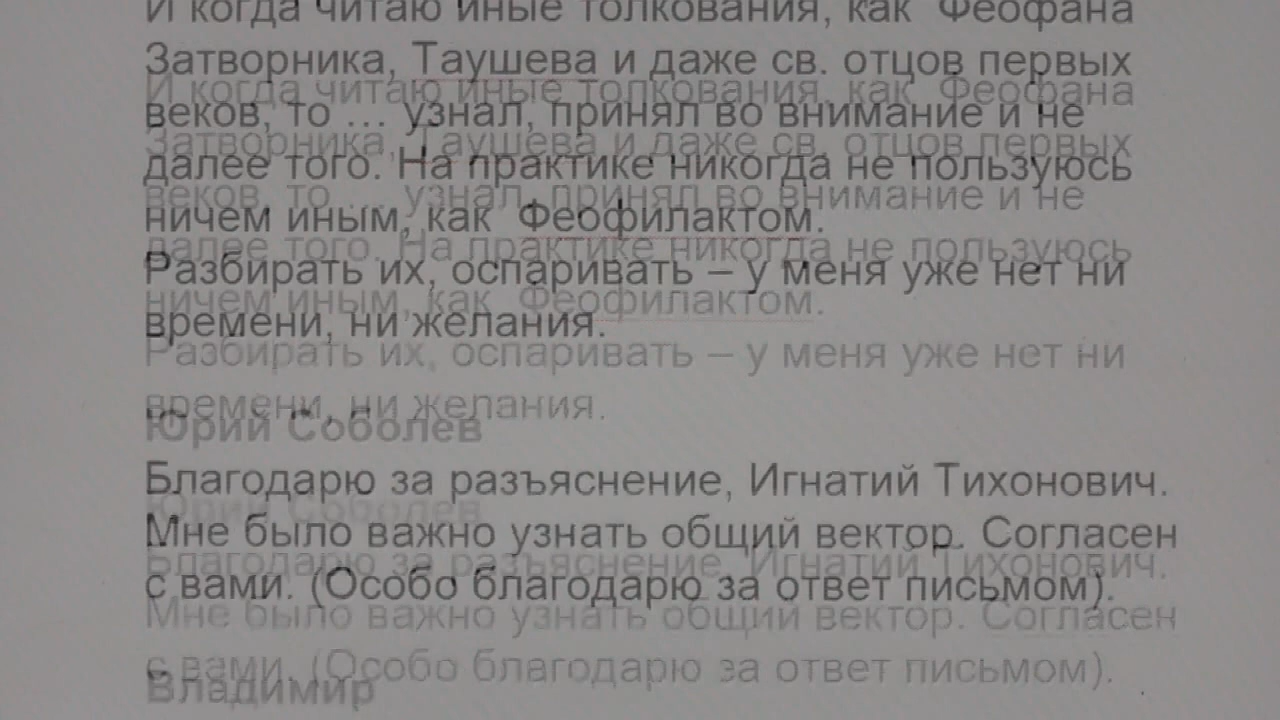 И когда читаю иные толкования, как Феофана
Затворника, Таушева и даже св. отцов первых
веков, то ... узнал, принял во внимание и не
далее того. На практике никогда не пользуюсь
ничем иным, как Феофилактом.
Разбирать их, оспаривать – у меня уже нет ни
времени, ни желания.
Юрий Соболев
Благодарю за разъяснение, Игнатий Тихонович.
Мне было важно узнать общий вектор. Согласен
с вами. (Особо благодарю за ответ письмом).
Владимир